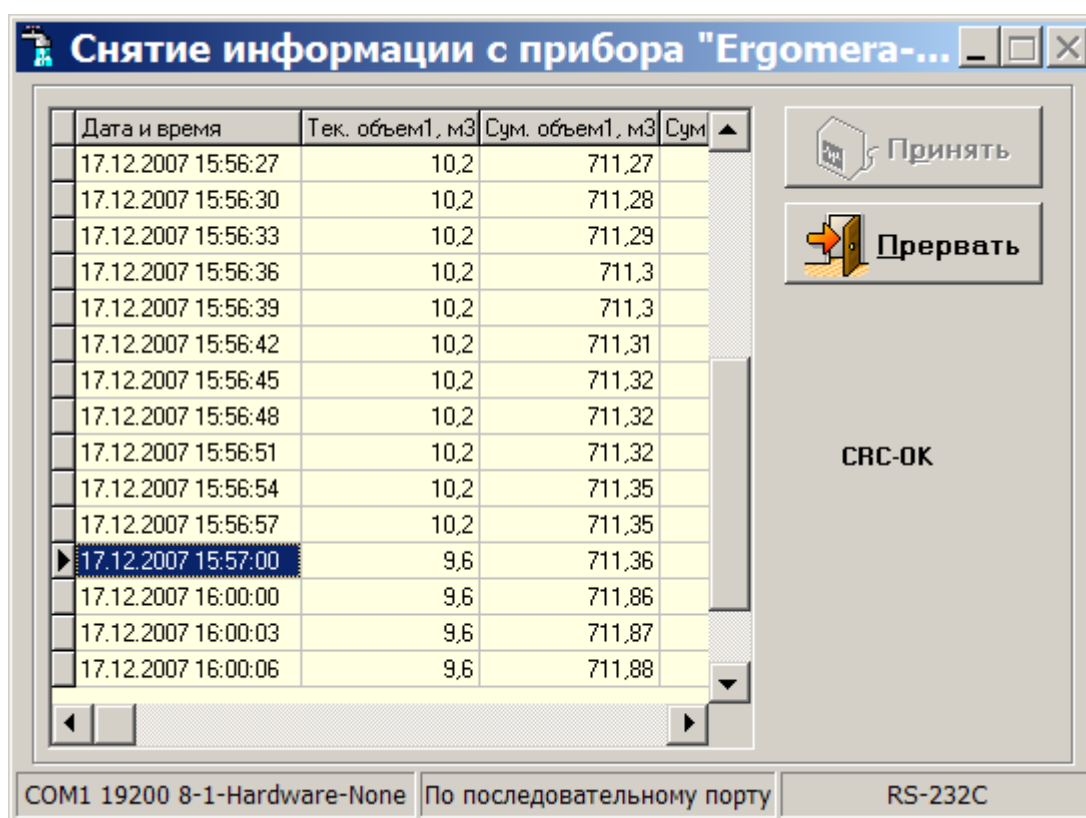 Снятие информации с прибора "Ergomera-...
Дата и время Тек. объем1, м3 Сум. объем1, м3 Сум
17.12.2007 15:56:27 10,2 711,27
17.12.2007 15:56:30 10,2 711,28
17.12.2007 15:56:33 10,2 711,29
17.12.2007 15:56:36 10,2 711,3
17.12.2007 15:56:39 10,2 711,3
17.12.2007 15:56:42 10,2 711,31
17.12.2007 15:56:45 10,2 711,32
17.12.2007 15:56:48 10,2 711,32
17.12.2007 15:56:51 10,2 711,32
17.12.2007 15:56:54 10,2 711,35
17.12.2007 15:56:57 10,2 711,35
17.12.2007 15:57:00 9,6 711,36
17.12.2007 16:00:00 9,6 711,86
17.12.2007 16:00:03 9,6 711,87
17.12.2007 16:00:06 9,6 711,88
Принять
Прервать
CRC-OK
COM1 19200 8-1-Hardware-None По последовательному порту RS-232C